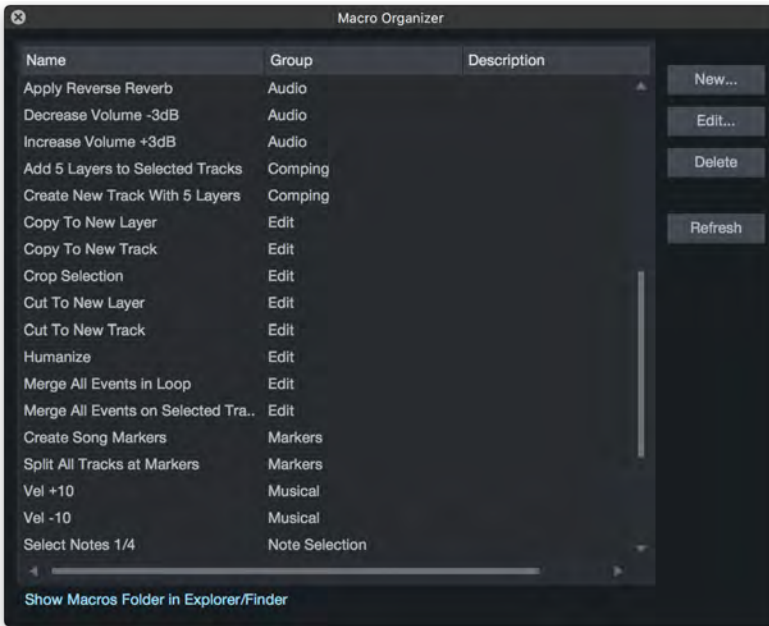 Macro Organizer
Name Group Description
Apply Reverse Reverb Audio
Decrease Volume -3dB Audio
Increase Volume +3dB Audio
Add 5 Layers to Selected Tracks Comping
Create New Track With 5 Layers Comping
Copy To New Layer Edit
Copy To New Track Edit
Crop Selection Edit
Cut To New Layer Edit
Cut To New Track Edit
Humanize Edit
Merge All Events in Loop Edit
Merge All Events on Selected Tra.. Edit
Create Song Markers Markers
Split All Tracks at Markers Markers
Vel +10 Musical
Vel -10 Musical
Select Notes 1/4 Note Selection
Show Macros Folder in Explorer/Finder
New...
Edit...
Delete
Refresh